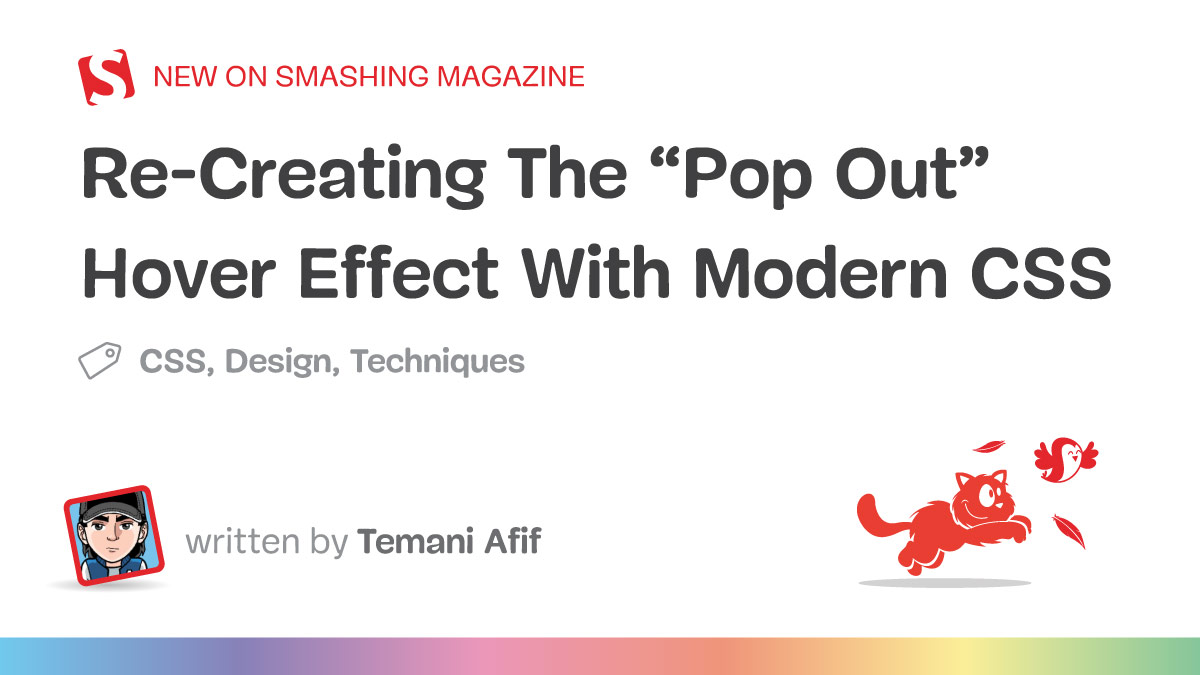 NEW ON SMASHING MAGAZINE
Re-Creating The “Pop Out”
Hover Effect With Modern CSS
CSS, Design, Techniques
written by Temani Afif